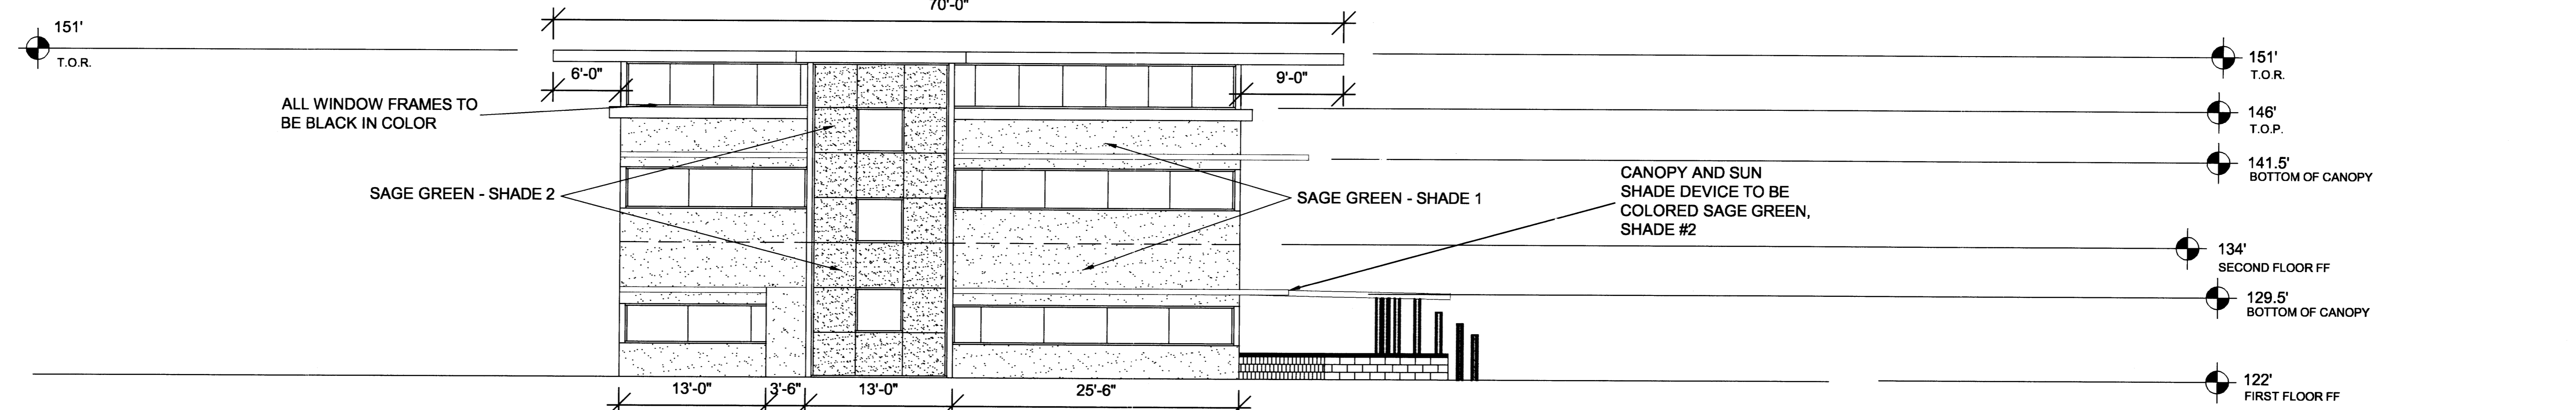 70'-0"
151'
T.O.R.
151'
T.O.R.
6'-0"
9'-0"
ALL WINDOW FRAMES TO
BE BLACK IN COLOR
146'
T.O.P.
141.5'
BOTTOM OF CANOPY
SAGE GREEN - SHADE 2
SAGE GREEN - SHADE 1
CANOPY AND SUN
SHADE DEVICE TO BE
COLORED SAGE GREEN,
SHADE #2
134'
SECOND FLOOR FF
129.5'
BOTTOM OF CANOPY
122'
FIRST FLOOR FF
13'-0"
3'-6"
13'-0"
25'-6"